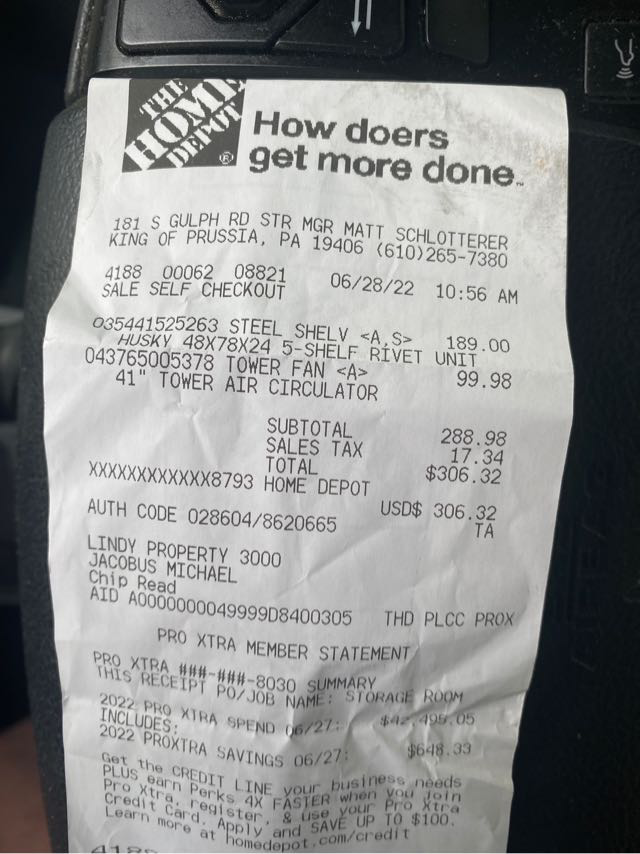 THE
HOME
DEPOT
®
How doers
get more done™
181 S GULPH RD STR MGR MATT SCHLOTTERER
KING OF PRUSSIA, PA 19406 (610)265-7380
4188 00062 08821 06/28/22 10:56 AM
SALE SELF CHECKOUT
035441525263 STEEL SHELV <A,S> 189.00
HUSKY 48X78X24 5-SHELF RIVET UNIT
043765005378 TOWER FAN <A> 99.98
41" TOWER AIR CIRCULATOR
SUBTOTAL 288.98
SALES TAX 17.34
TOTAL $306.32
XXXXXXXXXXXX8793 HOME DEPOT
USD$ 306.32
AUTH CODE 028604/8620665 TA
LINDY PROPERTY 3000
JACOBUS MICHAEL
Chip Read
AID A0000000049999D8400305 THD PLCC PROX
PRO XTRA MEMBER STATEMENT
PRO XTRA ###-###-8030 SUMMARY
THIS RECEIPT PO/JOB NAME: STORAGE ROOM
2022 PRO XTRA SPEND 06/27: $42,499.05
INCLUDES:
2022 PROXTRA SAVINGS 06/27: $648.33
Get the CREDIT LINE your business needs
PLUS earn Perks 4X FASTER when you join
Pro Xtra, register, & use your Pro Xtra
Credit Card. Apply and SAVE UP TO $100.
Learn more at homedepot.com/credit